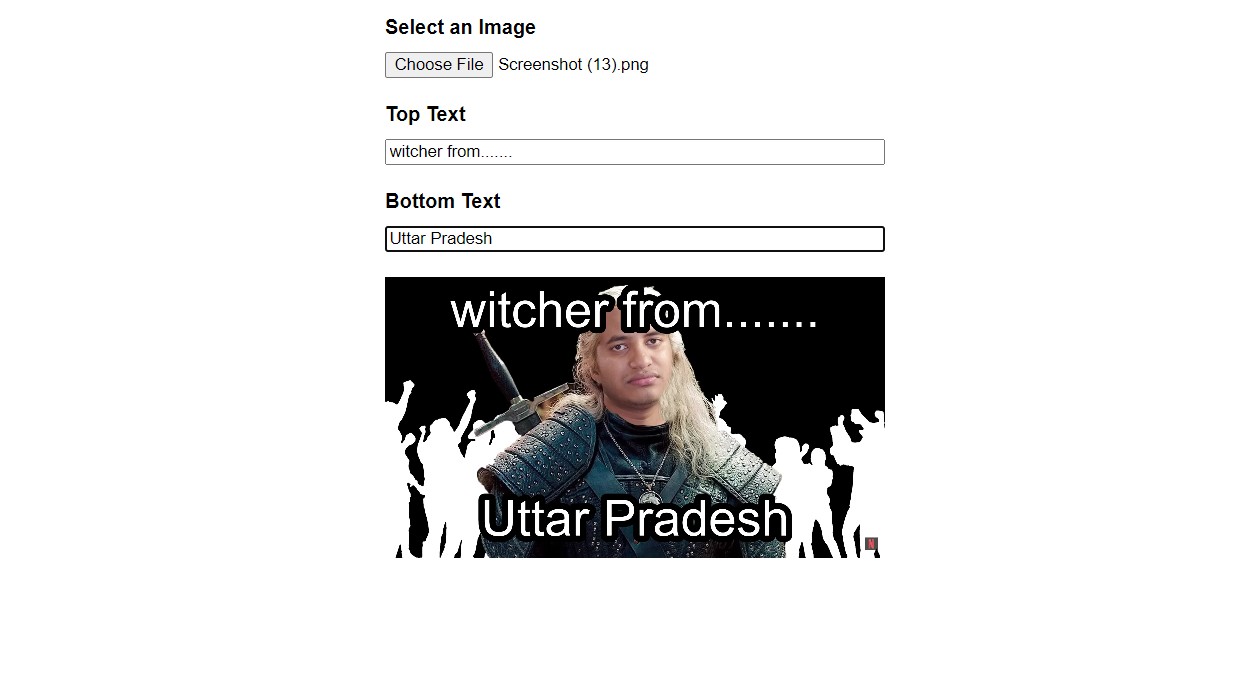 Select an Image
Choose File Screenshot (13).png
Top Text
witcher from.......
Bottom Text
Uttar Pradesh
witcher from.......
Uttar Pradesh
N